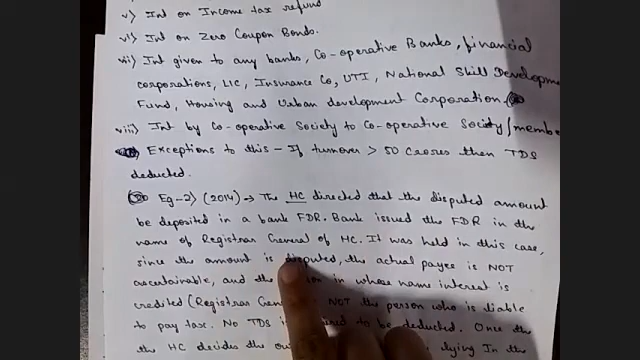 v) Int on Income tax refund
vi) Int on Zero Coupon Bonds.
vii) Int given to any banks, Co-operative Banks, financial
corporations, LIC, Insurance Co, UTI, National Skill Developme
Fund, Housing and Urban development Corporation.
viii) Int by Co-operative Society to Co-operative Society/membe
Exceptions to this - If turnover > 50 Crores then TDS
deducted.
Eg-2) (2014) → The HC directed that the disputed amount
be deposited in a bank FDR. Bank issued the FDR in the
name of Registrar General of HC. It was held in this case,
since the amount is disputed, the actual payee is NOT
ascertainable, and the in whose name interest is
credited (Registrar NOT the person who is liable
to pay tax. No TDS is to be deducted. Once the
the HC decides the lying In the